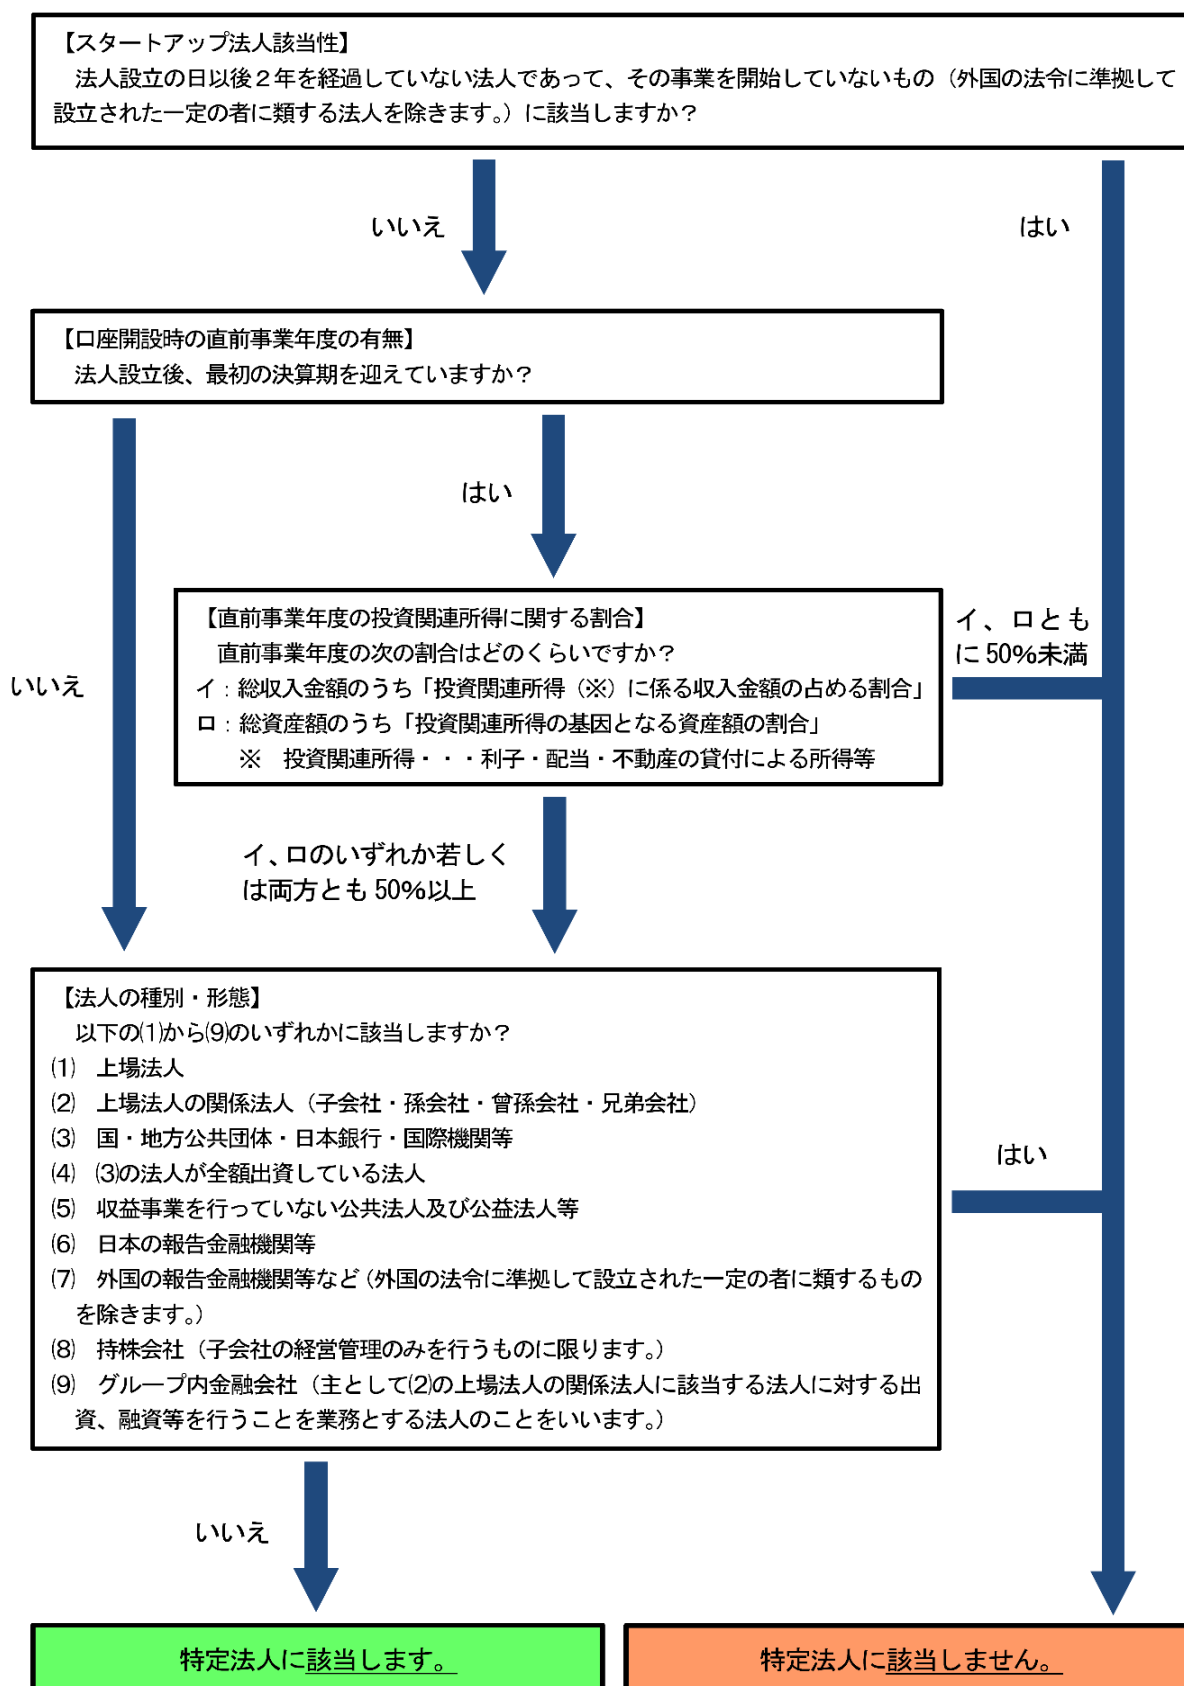 【スタートアップ法人該当性】
法人設立の日以後２年を経過していない法人であって、その事業を開始していないもの（外国の法令に準拠して
設立された一定の者に類する法人を除きます。）に該当しますか？
いいえ
はい
【口座開設時の直前事業年度の有無】
法人設立後、最初の決算期を迎えていますか？
はい
いいえ
【直前事業年度の投資関連所得に関する割合】
直前事業年度の次の割合はどのくらいですか？
イ：総収入金額のうち「投資関連所得（※）に係る収入金額の占める割合」
ロ：総資産額のうち「投資関連所得の基因となる資産額の割合」
※　投資関連所得・・・利子・配当・不動産の貸付による所得等
イ、ロとも
に 50%未満
イ、ロのいずれか若しく
は両方とも 50%以上
【法人の種別・形態】
以下の⑴から⑼のいずれかに該当しますか？
⑴　上場法人
⑵　上場法人の関係法人（子会社・孫会社・曾孫会社・兄弟会社）
⑶　国・地方公共団体・日本銀行・国際機関等
⑷　⑶の法人が全額出資している法人
⑸　収益事業を行っていない公共法人及び公益法人等
⑹　日本の報告金融機関等
⑺　外国の報告金融機関等など（外国の法令に準拠して設立された一定の者に類するもの
を除きます。）
⑻　持株会社（子会社の経営管理のみを行うものに限ります。）
⑼　グループ内金融会社（主として⑵の上場法人の関係法人に該当する法人に対する出
資、融資等を行うことを業務とする法人のことをいいます。）
はい
いいえ
特定法人に該当します。
特定法人に該当しません。